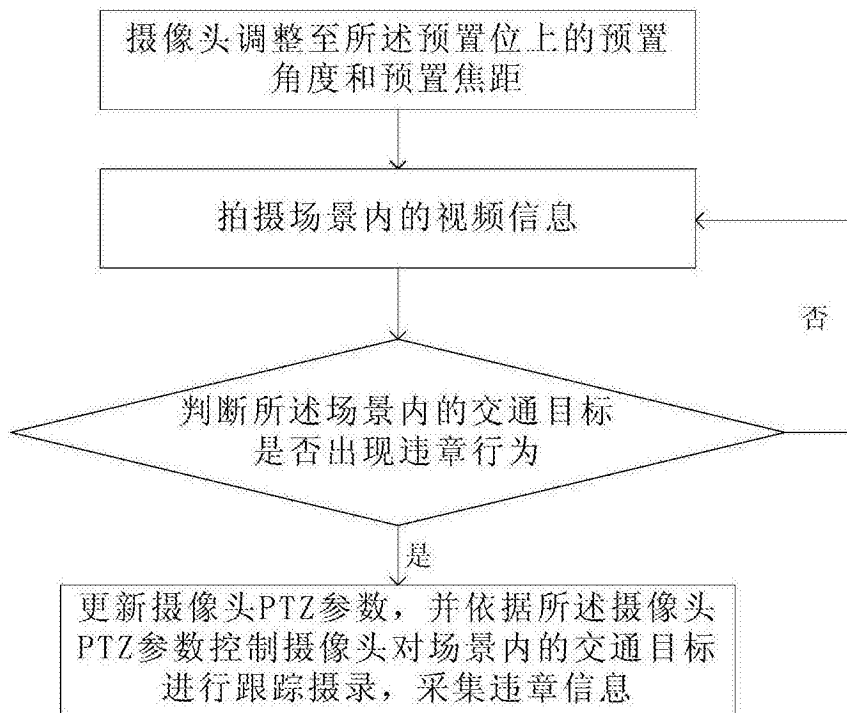 摄像头调整至所述预置位上的预置
角度和预置焦距
拍摄场景内的视频信息
否
判断所述场景内的交通目标
是否出现违章行为
是
更新摄像头PTZ参数，并依据所述摄像头
PTZ参数控制摄像头对场景内的交通目标
进行跟踪摄录，采集违章信息